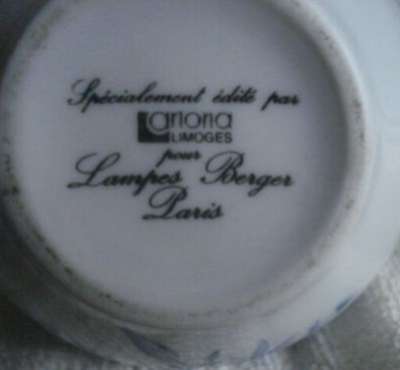 Spécialement édité par
artoria
LIMOGES
pour
Lampes Berger
Paris